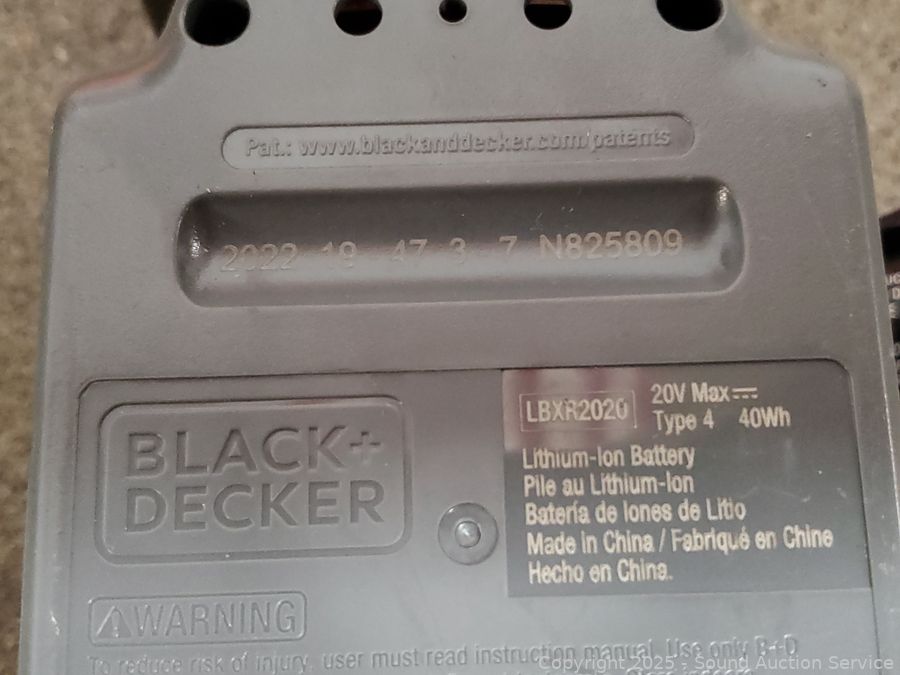 Pat.: www.blackanddecker.com/patents
2022 19 47 3 7 N825809
BLACK+
DECKER
LBXR2020
20V Max
Type 4 40Wh
Lithium-Ion Battery
Pile au Lithium-Ion
Batería de Iones de Litio
Made in China / Fabriqué en Chine
Hecho en China.
WARNING
To reduce risk of injury, user must read instruction manual. Use only B+D
Copyright 2025 - Sound Auction Service